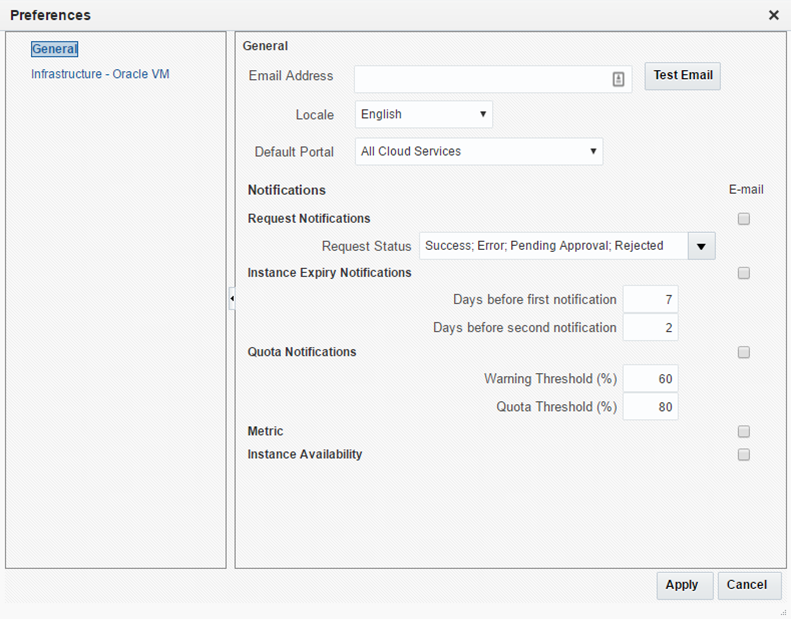 Preferences
General
Infrastructure - Oracle VM
General
Email Address
Test Email
Locale English
Default Portal All Cloud Services
Notifications E-mail
Request Notifications
Request Status Success; Error; Pending Approval; Rejected
Instance Expiry Notifications
Days before first notification 7
Days before second notification 2
Quota Notifications
Warning Threshold (%) 60
Quota Threshold (%) 80
Metric
Instance Availability
Apply Cancel